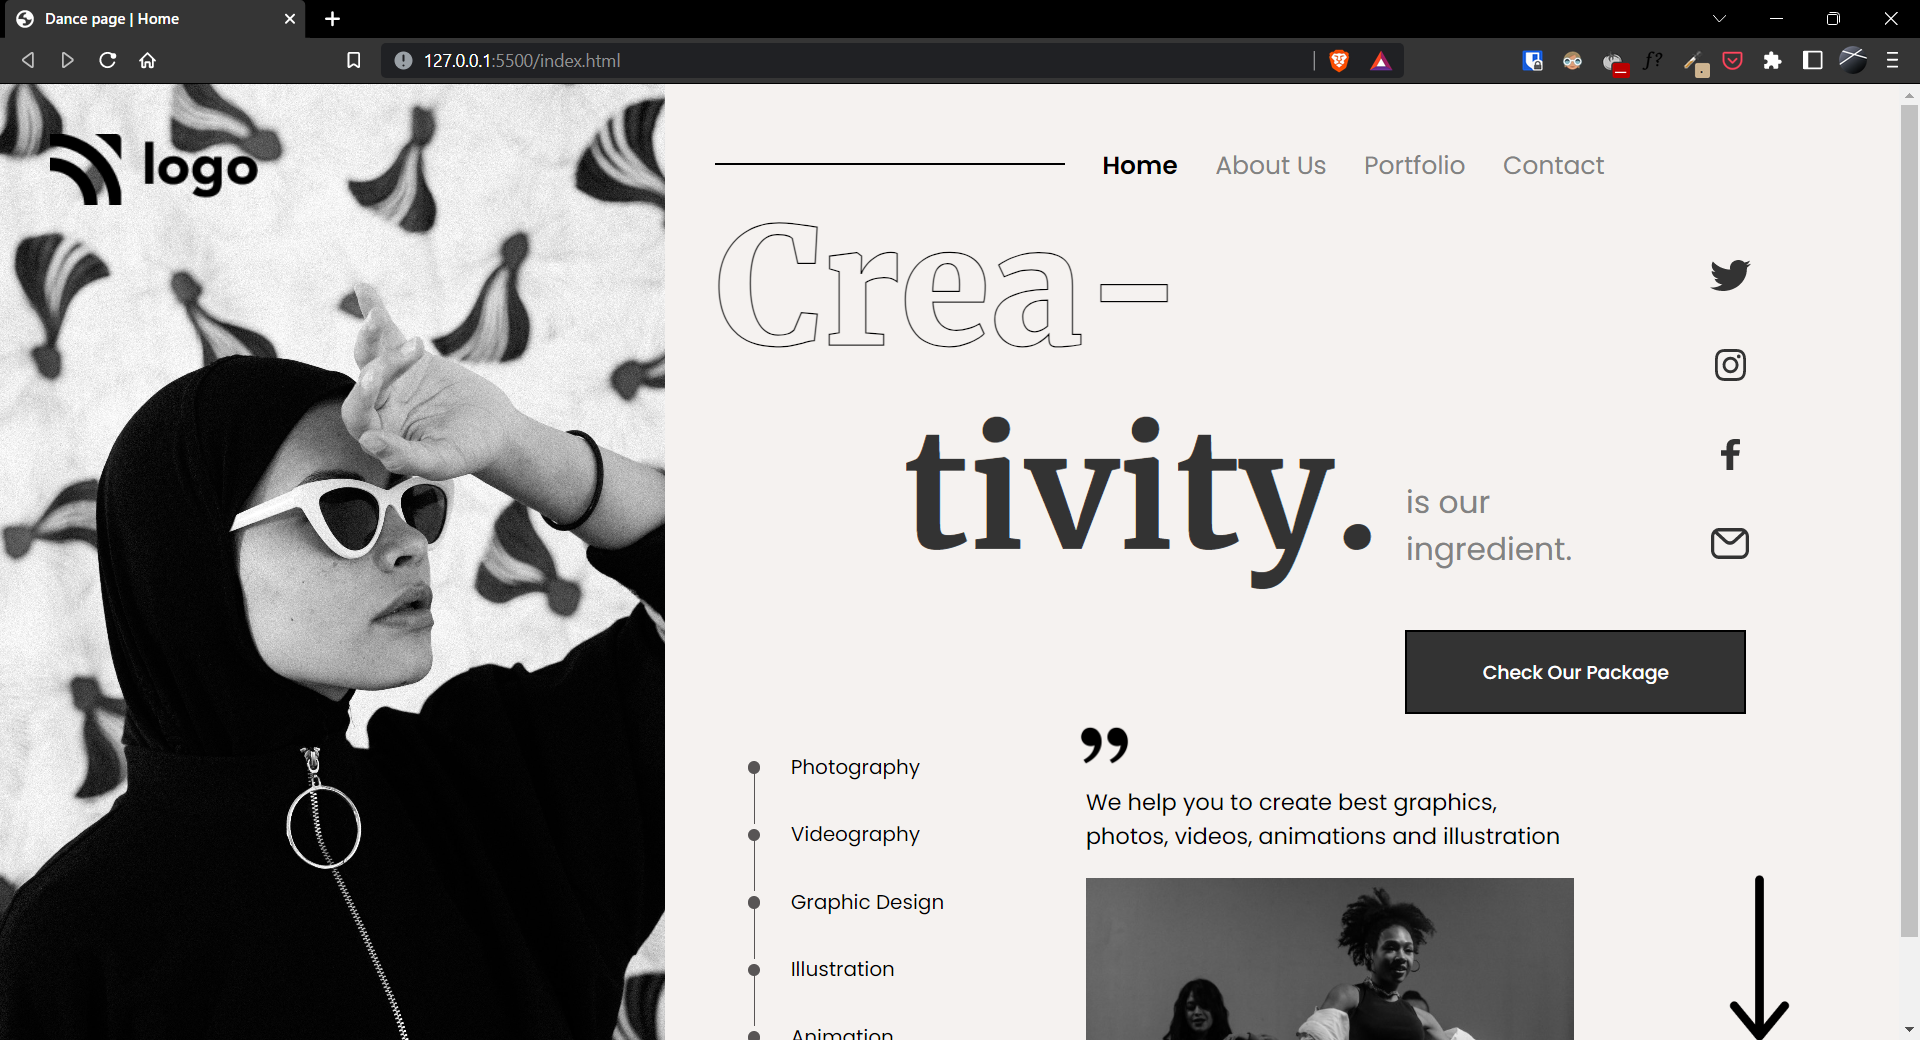 Dance page | Home
127.0.0.1:5500/index.html
f?
logo
Home About Us Portfolio Contact
Crea-
tivity.
is our
ingredient.
Check Our Package
Photography
Videography
Graphic Design
Illustration
Animation
”
We help you to create best graphics,
photos, videos, animations and illustration